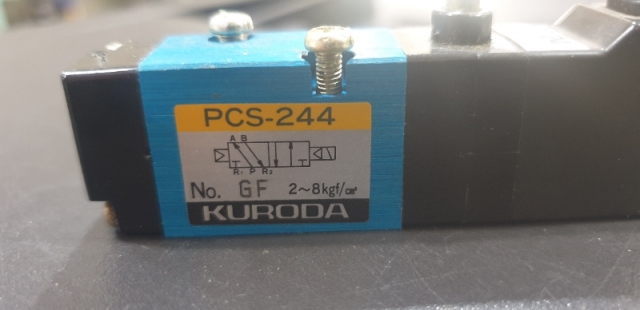 PCS-244
A B
R₁ P R₂
No. GF 2~8kgf/㎠
KURODA